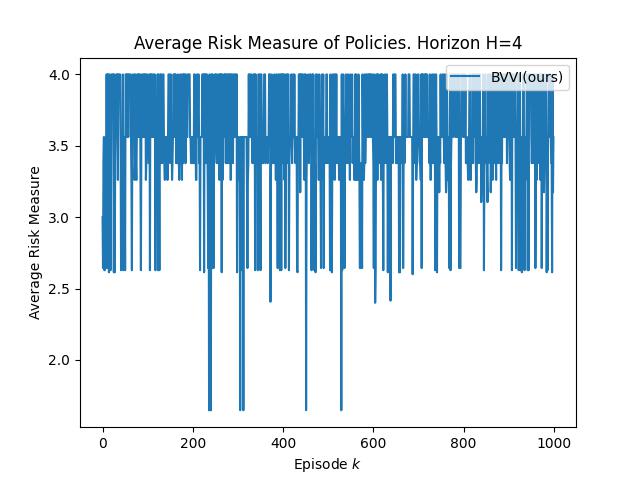 Average Risk Measure of Policies. Horizon H=4
BVVI(ours)
Average Risk Measure
4.0
3.5
3.0
2.5
2.0
0 200 400 600 800 1000
Episode k